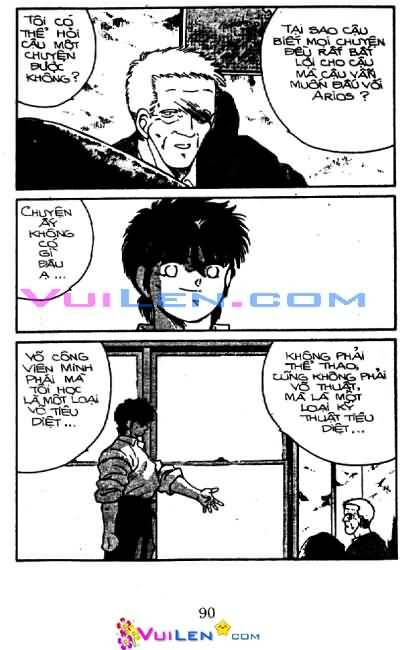 TÔI CÓ
THỂ HỎI
CẬU MỘT
CHUYỆN
ĐƯỢC
KHÔNG?
TẠI SAO CẬU
BIẾT MỌI CHUYỆN
ĐỀU RẤT BẤT
LỢI CHO CẬU
MÀ CẬU VẪN
MUỐN ĐẤU VỚI
ARIOS ?
CHUYỆN
ẤY
KHÔNG
CÓ
GÌ
ĐÂU
Ạ ...
VUILEN.COM
VÕ CÔNG
VIÊN MINH
PHÁI MÀ
TÔI HỌC
LÀ MỘT LOẠI
VÕ TIÊU
DIỆT...
KHÔNG PHẢI
THỂ THAO,
CŨNG KHÔNG PHẢI
VÕ THUẬT,
MÀ LÀ MỘT
LOẠI KỸ
THUẬT TIÊU
DIỆT...
90
VUILEN.COM